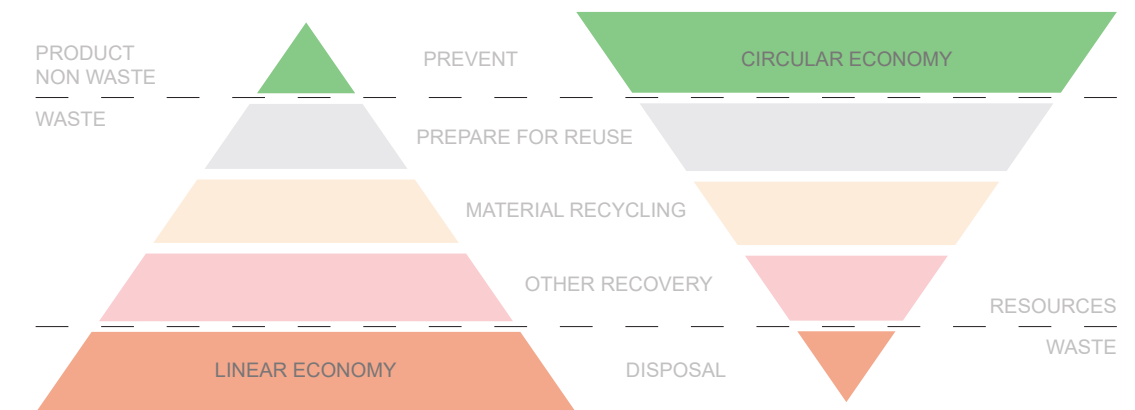 PRODUCT
NON WASTE
PREVENT
CIRCULAR ECONOMY
WASTE
PREPARE FOR REUSE
MATERIAL RECYCLING
OTHER RECOVERY
RESOURCES
WASTE
LINEAR ECONOMY
DISPOSAL